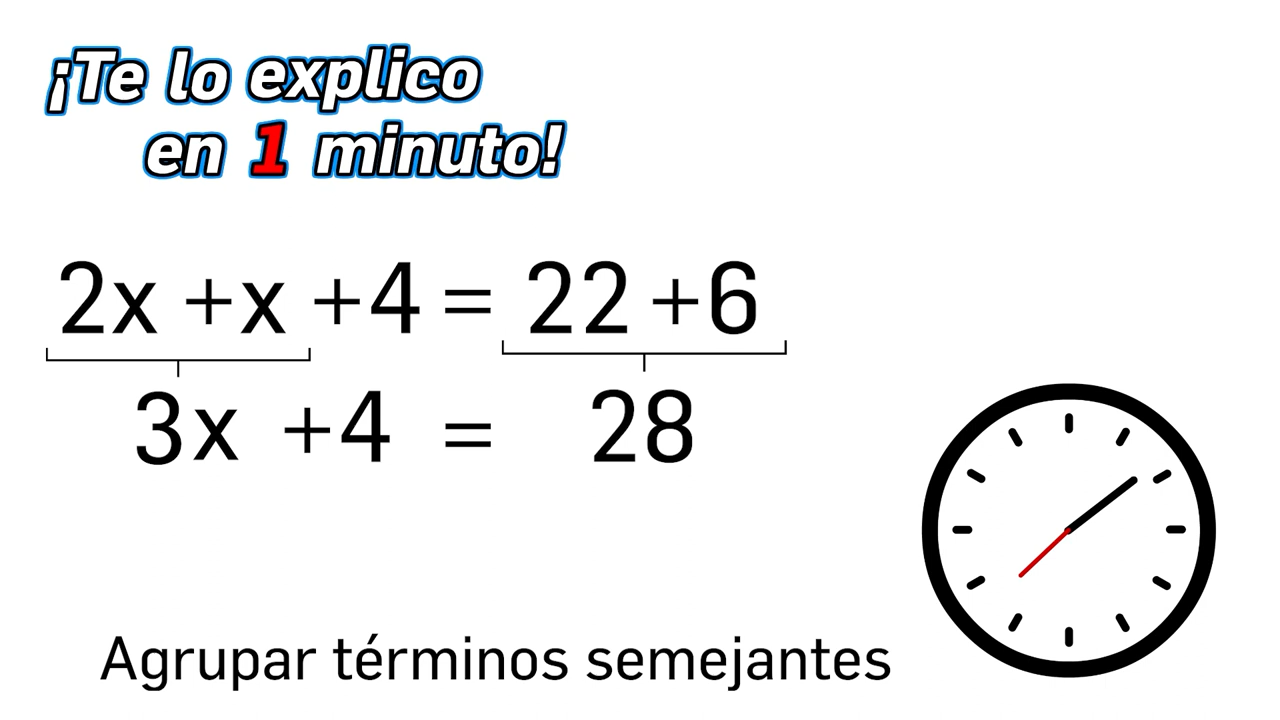 ¡Te lo explico
en 1 minuto!
2x +x +4 = 22 +6
3x +4 = 28
Agrupar términos semejantes